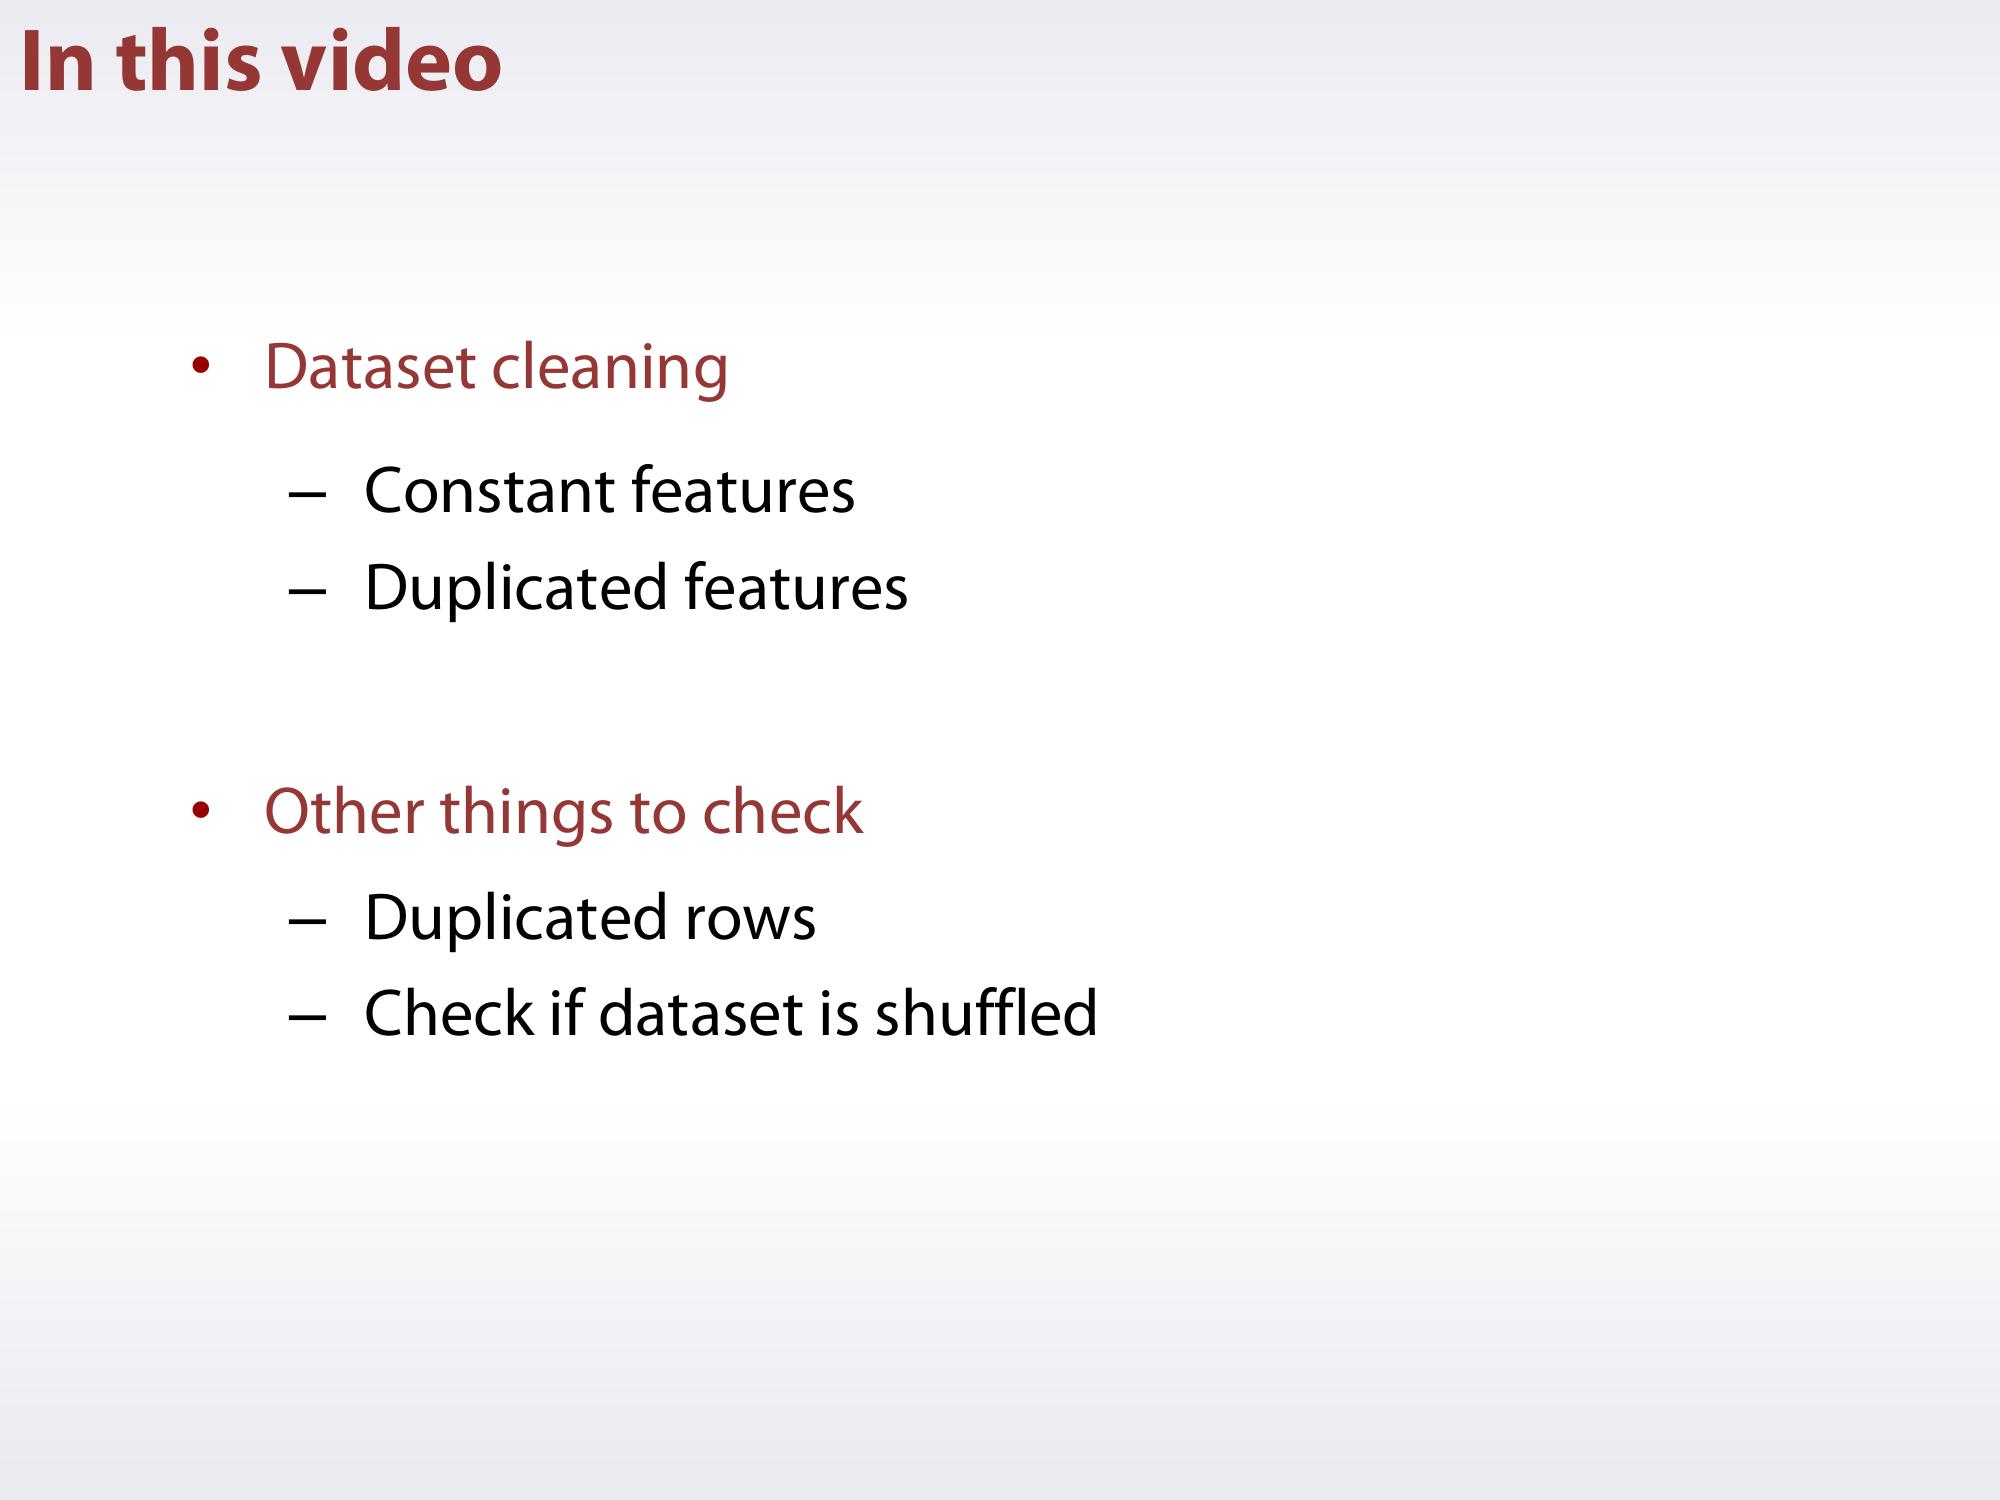 In this video
• Dataset cleaning
– Constant features
– Duplicated features
• Other things to check
– Duplicated rows
– Check if dataset is shuffled